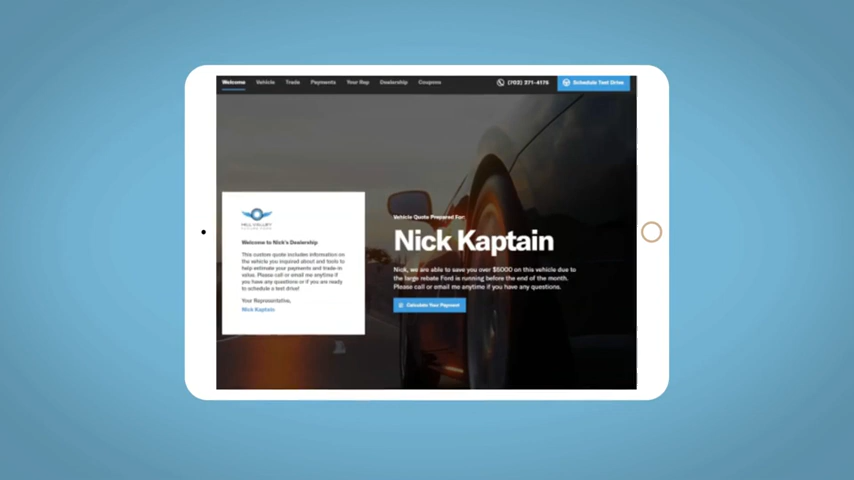 Welcome Vehicle Trade Payments Your Rep Dealership Coupons (702) 271-4175 Schedule Test Drive
HILL VALLEY
Welcome to Nick's Dealership
This custom quote includes information on
the vehicle you inquired about and tools to
help estimate your payments and trade-in
value. Please call or email me anytime if
you have any questions or if you are ready
to schedule a test drive!
Your Representative,
Nick Kaptain
Vehicle Quote Prepared For:
Nick Kaptain
Nick, we are able to save you over $6000 on this vehicle due to
the large rebate Ford is running before the end of the month.
Please call or email me anytime if you have any questions.
Calculate Your Payment